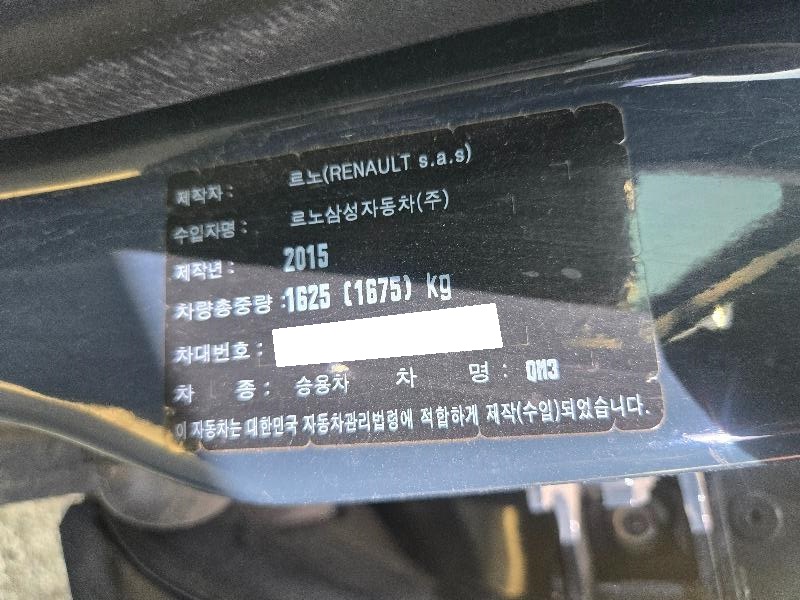 제작자 : 르노(RENAULT s.a.s)
수입자명 : 르노삼성자동차(주)
제작년 : 2015
차량총중량 : 1625 (1675) kg
차대번호 :
차 종 : 승용차 차 명 : QM3
이 자동차는 대한민국 자동차관리법령에 적합하게 제작(수입)되었습니다.